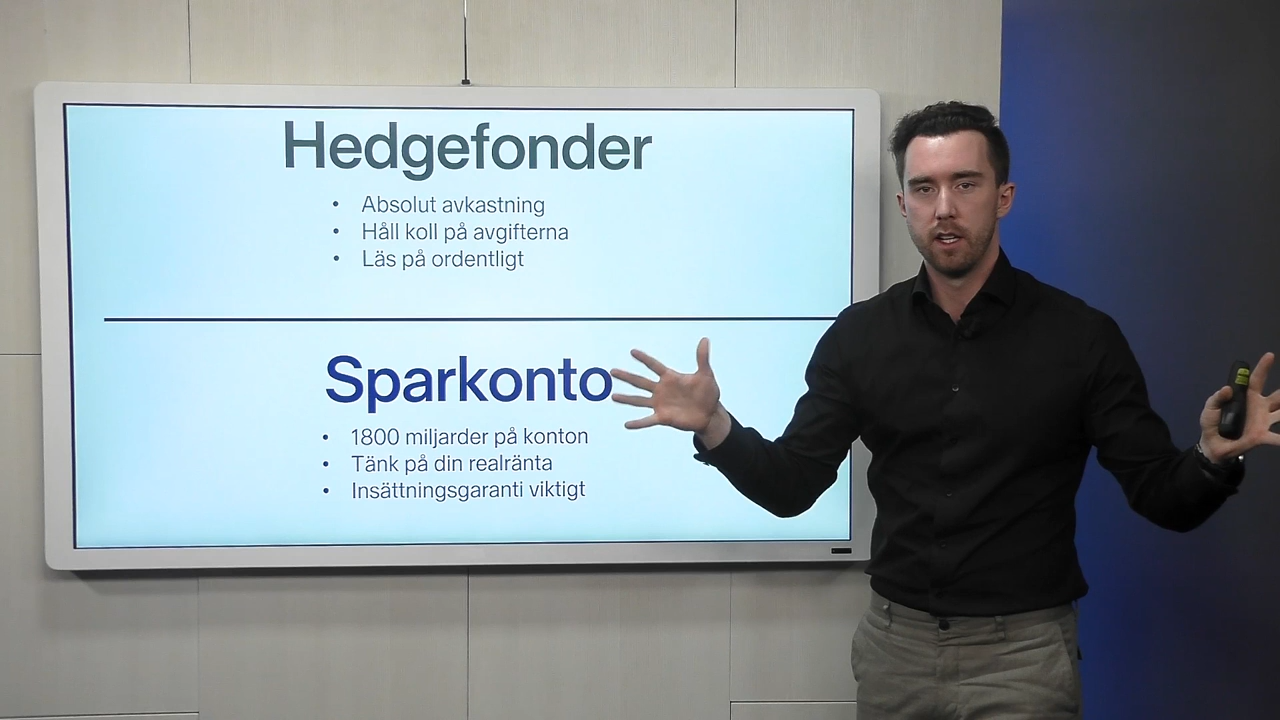 Hedgefonder
• Absolut avkastning
• Håll koll på avgifterna
• Läs på ordentligt
Sparkonto
• 1800 miljarder på konton
• Tänk på din realränta
• Insättningsgaranti viktigt